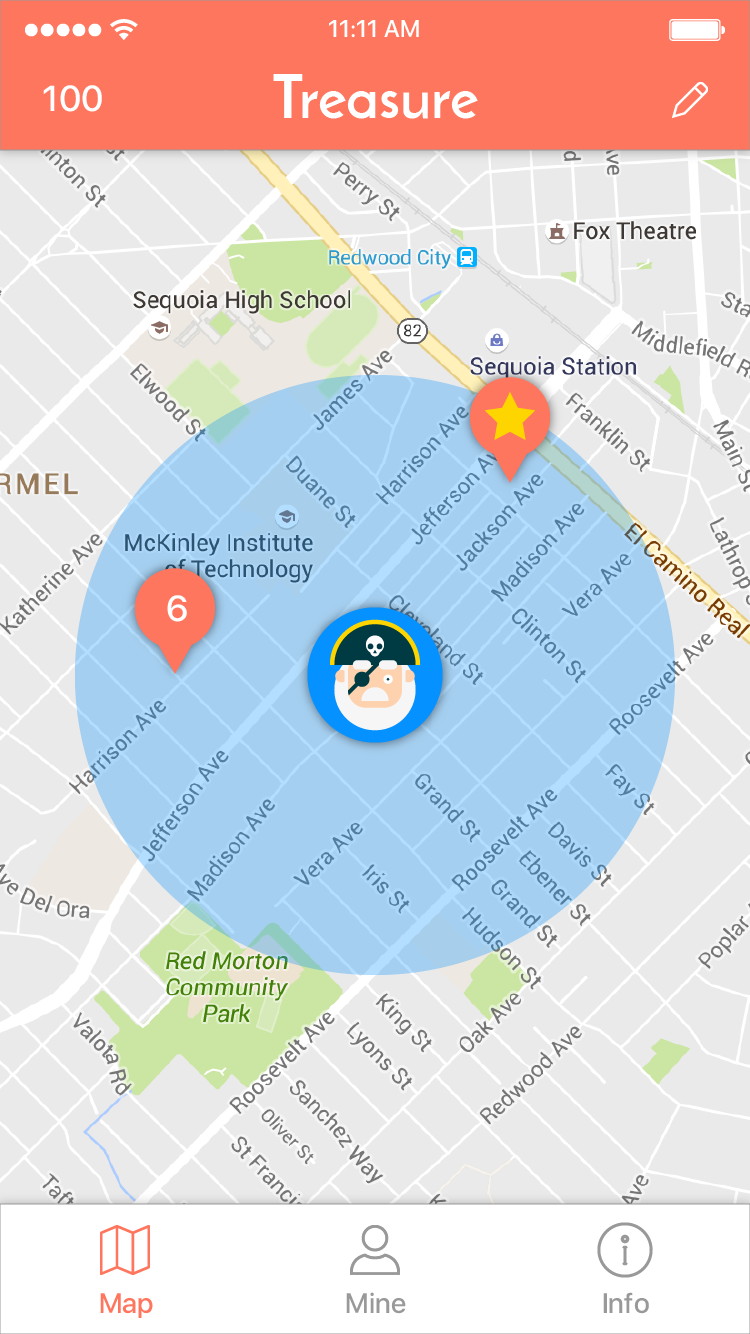 11:11 AM
100
Treasure
Perry St
Fox Theatre
Redwood City
Sequoia High School
82
Middlefield R
Sequoia Station
James Ave
Elwood St
Harrison Ave
Franklin St
Main St
Duane St
Jefferson Av
Jackson Ave
RMEL
McKinley Institute
of Technology
Madison Ave
Katherine Ave
Vera Ave
El Camino Real
Lathrop
6
Cleveland St
Clinton St
Roosevelt Ave
Harrison Ave
Jefferson Ave
Madison Ave
Vera Ave
Grand St
Fay St
Roosevelt Ave
Iris St
Davis St
Ebener St
Grand St
Hudson St
Ave Del Ora
Poplar
Red Morton
Community
Park
King St
Oak Ave
Lyons St
Valota Rd
Roosevelt Ave
Redwood Ave
Sanchez Way
Oliver St
St Franci
Taft
Ave
Map
Mine
Info